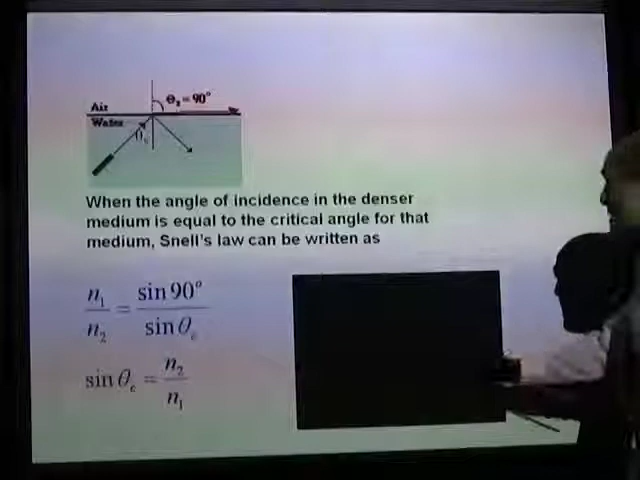 Air
θ₂ = 90°
Water
θc
When the angle of incidence in the denser
medium is equal to the critical angle for that
medium, Snell's law can be written as
n₁/n₂ = sin 90°/sin θc
sin θc = n₂/n₁